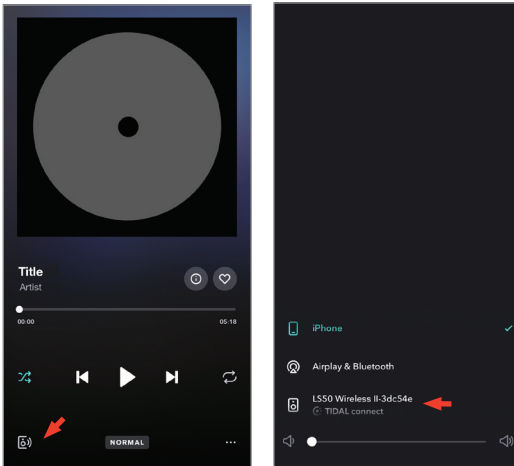 Title
Artist
00:00 05:18
NORMAL
iPhone
Airplay & Bluetooth
LS50 Wireless II-3dc54e
TIDAL connect